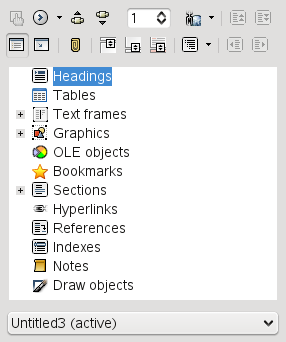 1
Headings
Tables
Text frames
Graphics
OLE objects
Bookmarks
Sections
Hyperlinks
References
Indexes
Notes
Draw objects
Untitled3 (active)